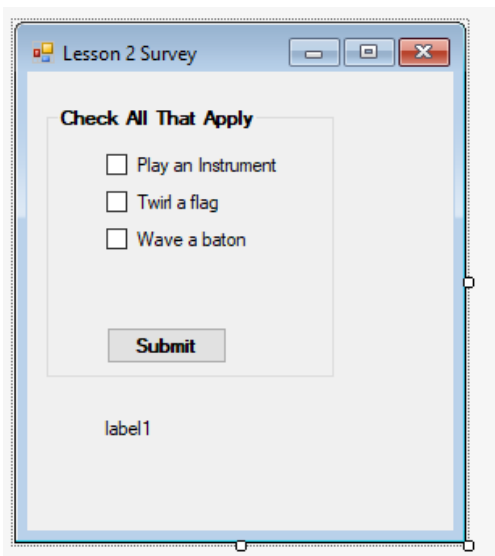 Lesson 2 Survey
Check All That Apply
Play an Instrument
Twirl a flag
Wave a baton
Submit
label1